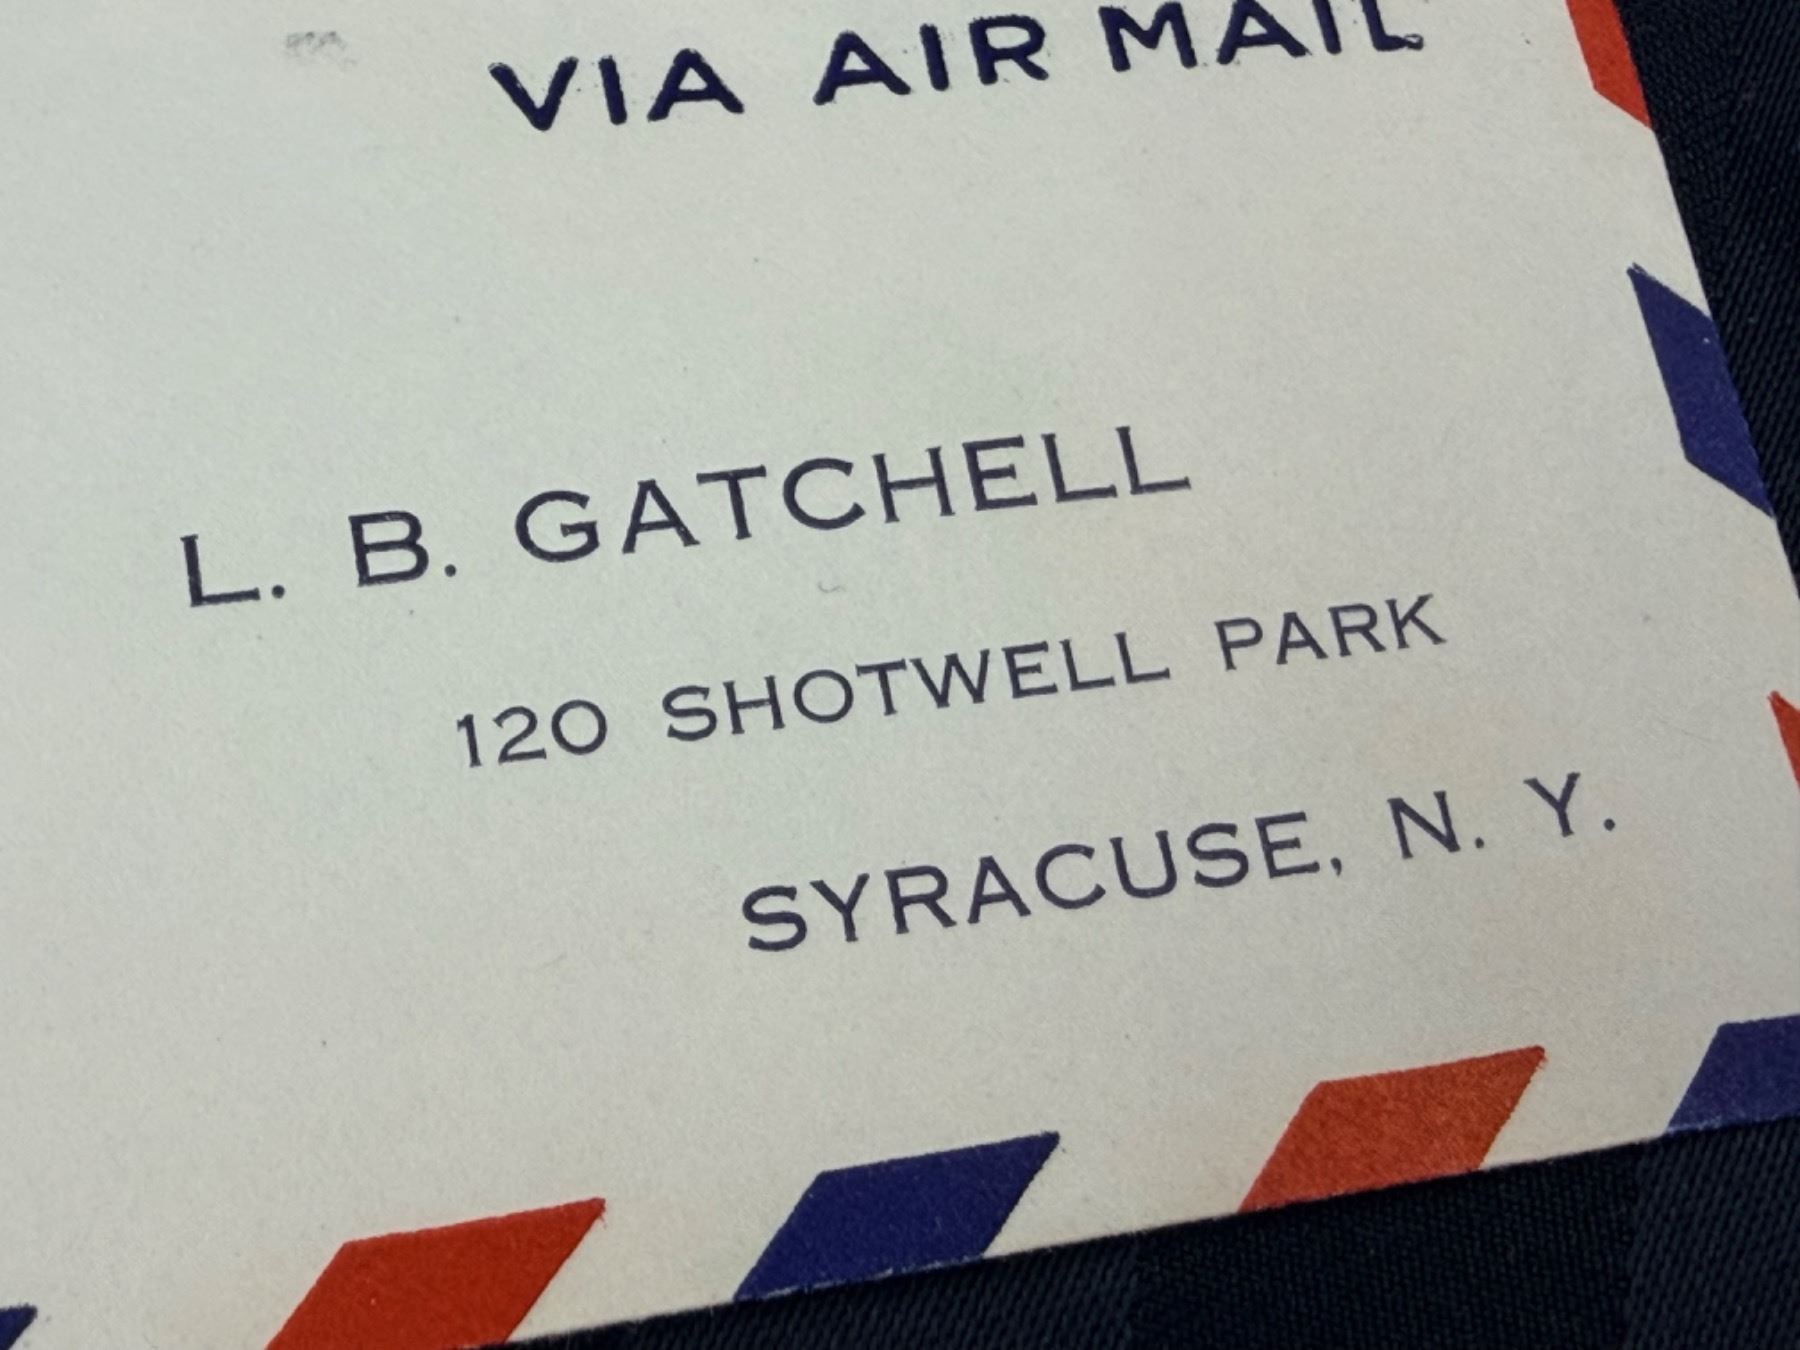 VIA AIR MAIL
L. B. GATCHELL
120 SHOTWELL PARK
SYRACUSE, N. Y.